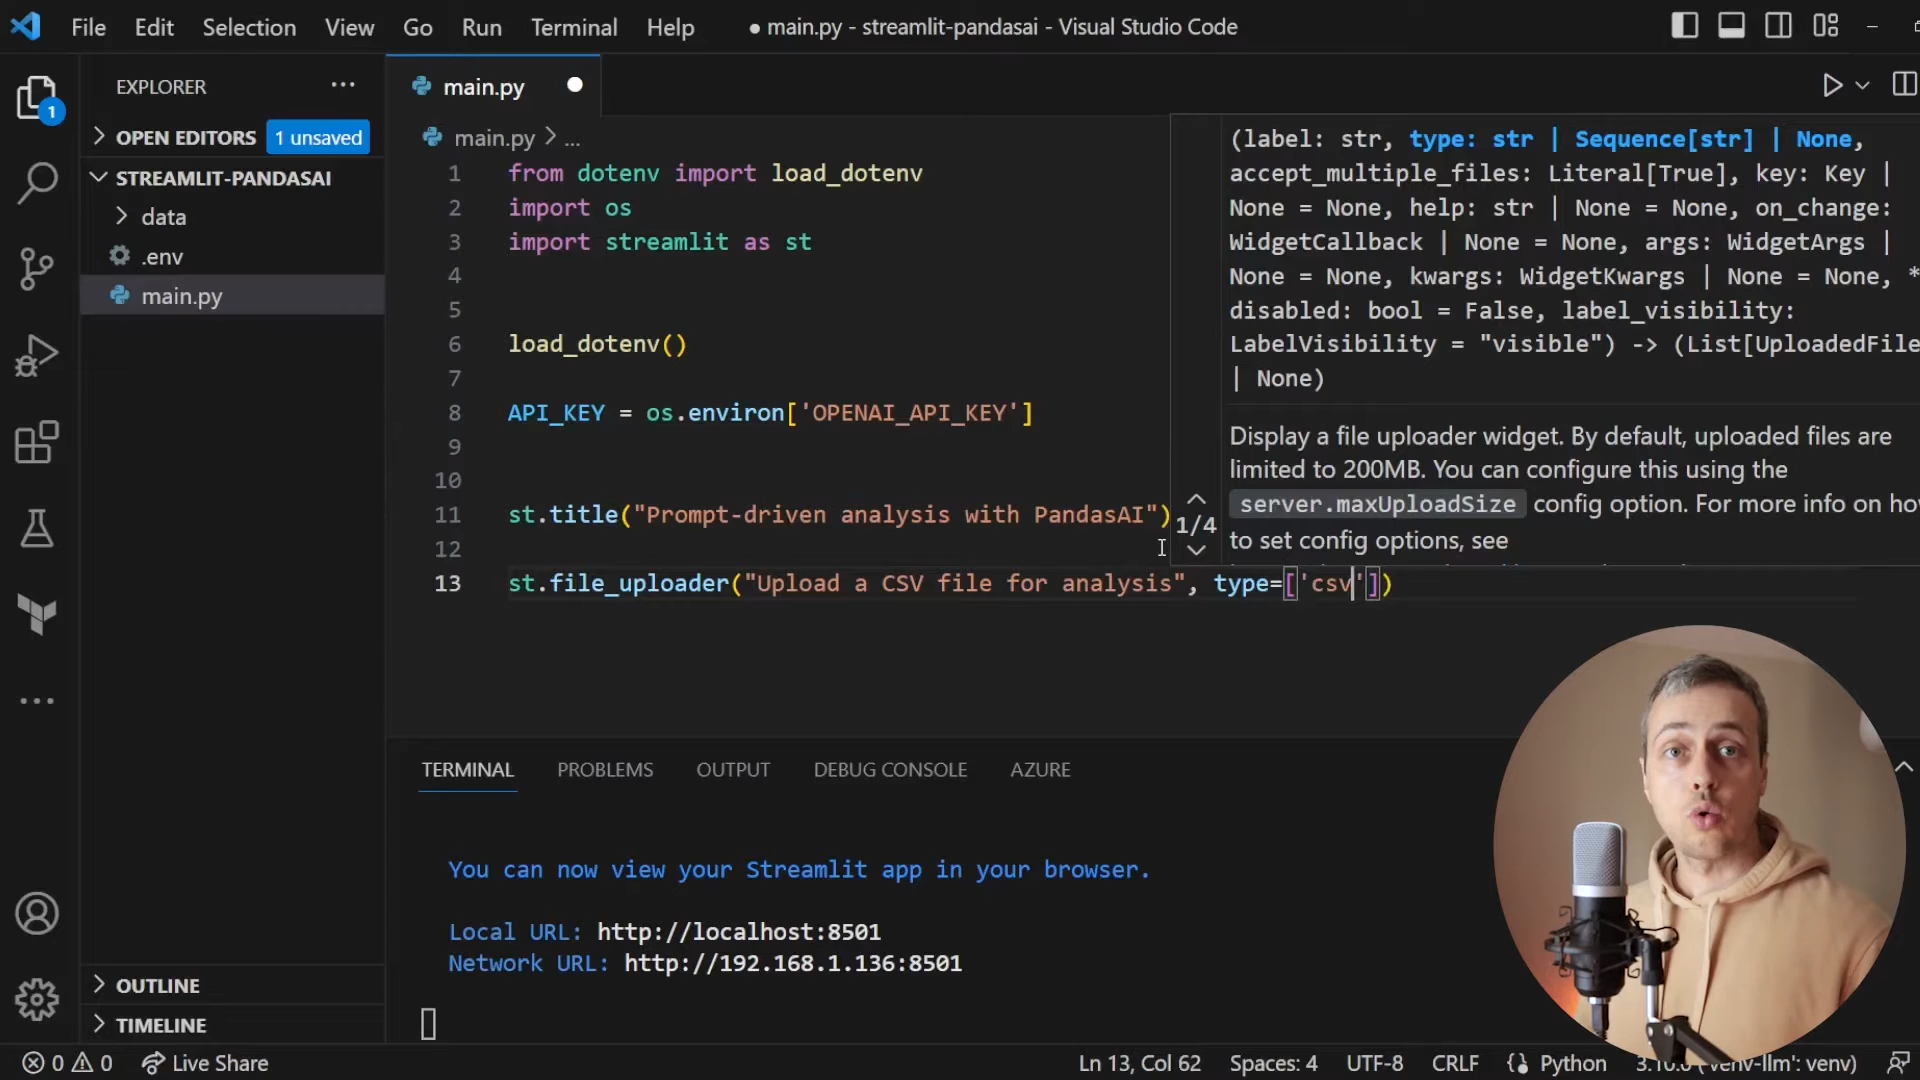 File Edit Selection View Go Run Terminal Help
● main.py - streamlit-pandasai - Visual Studio Code
EXPLORER
1
OPEN EDITORS 1 unsaved
STREAMLIT-PANDASAI
data
.env
main.py
OUTLINE
TIMELINE
main.py
main.py > ...
1 from dotenv import load_dotenv
2 import os
3 import streamlit as st
4
5
6 load_dotenv()
7
8 API_KEY = os.environ['OPENAI_API_KEY']
9
10
11 st.title("Prompt-driven analysis with PandasAI")
12
13 st.file_uploader("Upload a CSV file for analysis", type=['csv'])
1/4
(label: str, type: str | Sequence[str] | None,
accept_multiple_files: Literal[True], key: Key |
None = None, help: str | None = None, on_change:
WidgetCallback | None = None, args: WidgetArgs |
None = None, kwargs: WidgetKwargs | None = None, *
disabled: bool = False, label_visibility:
LabelVisibility = "visible") -> (List[UploadedFile
| None)
Display a file uploader widget. By default, uploaded files are
limited to 200MB. You can configure this using the
server.maxUploadSize config option. For more info on how
to set config options, see
TERMINAL PROBLEMS OUTPUT DEBUG CONSOLE AZURE
You can now view your Streamlit app in your browser.
Local URL: http://localhost:8501
Network URL: http://192.168.1.136:8501
0 0 Live Share
Ln 13, Col 62 Spaces: 4 UTF-8 CRLF Python venv)